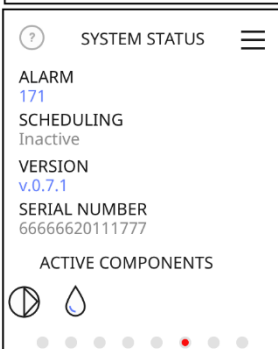 ?
SYSTEM STATUS
ALARM
171
SCHEDULING
Inactive
VERSION
v.0.7.1
SERIAL NUMBER
66666620111777
ACTIVE COMPONENTS